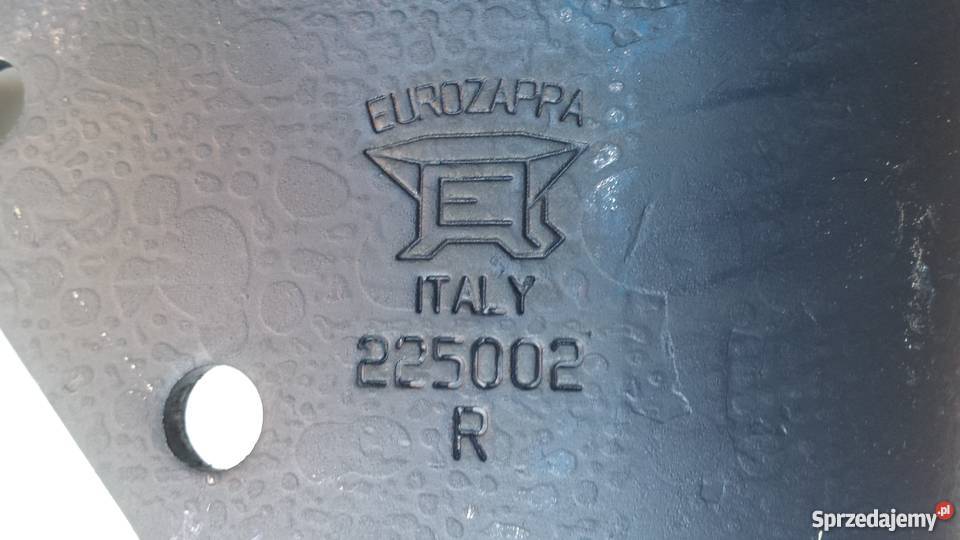 EUROZAPPA
E
ITALY
225002
R
Sprzedajemy.pl